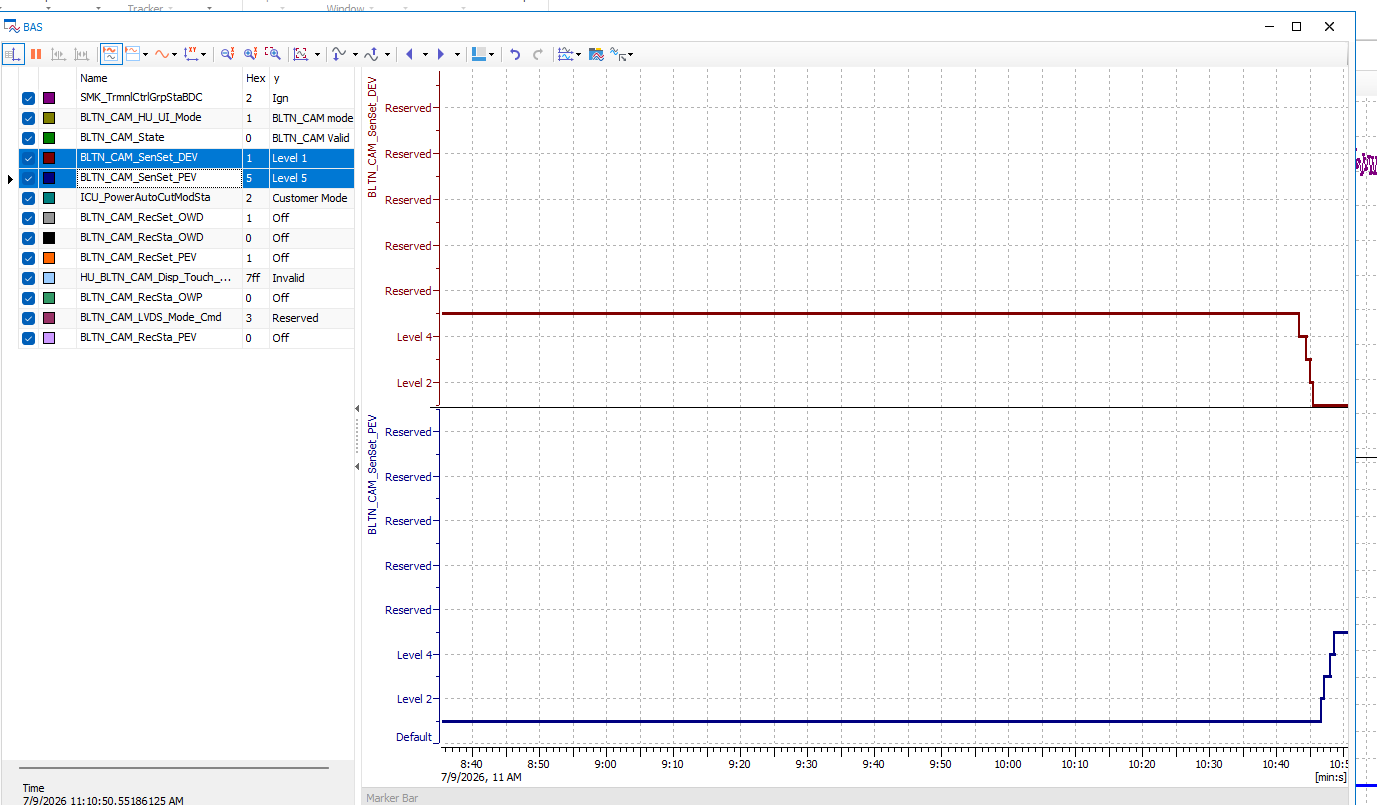 Tracker
Window
BAS
Name Hex y
SMK_TrmnlCtrlGrpStaBDC 2 Ign
BLTN_CAM_HU_UI_Mode 1 BLTN_CAM mode
BLTN_CAM_State 0 BLTN_CAM Valid
BLTN_CAM_SenSet_DEV 1 Level 1
BLTN_CAM_SenSet_PEV 5 Level 5
ICU_PowerAutoCutModSta 2 Customer Mode
BLTN_CAM_RecSet_OWD 1 Off
BLTN_CAM_RecSta_OWD 0 Off
BLTN_CAM_RecSet_PEV 1 Off
HU_BLTN_CAM_Disp_Touch_... 7ff Invalid
BLTN_CAM_RecSta_OWP 0 Off
BLTN_CAM_LVDS_Mode_Cmd 3 Reserved
BLTN_CAM_RecSta_PEV 0 Off
Time
7/9/2026 11:10:50.55186125 AM
BLTN_CAM_SenSet_DEV
Reserved
Reserved
Reserved
Reserved
Reserved
Level 4
Level 2
BLTN_CAM_SenSet_PEV
Reserved
Reserved
Reserved
Reserved
Reserved
Level 4
Level 2
Default
8:40 8:50 9:00 9:10 9:20 9:30 9:40 9:50 10:00 10:10 10:20 10:30 10:40
7/9/2026, 11 AM [min:s]
Marker Bar